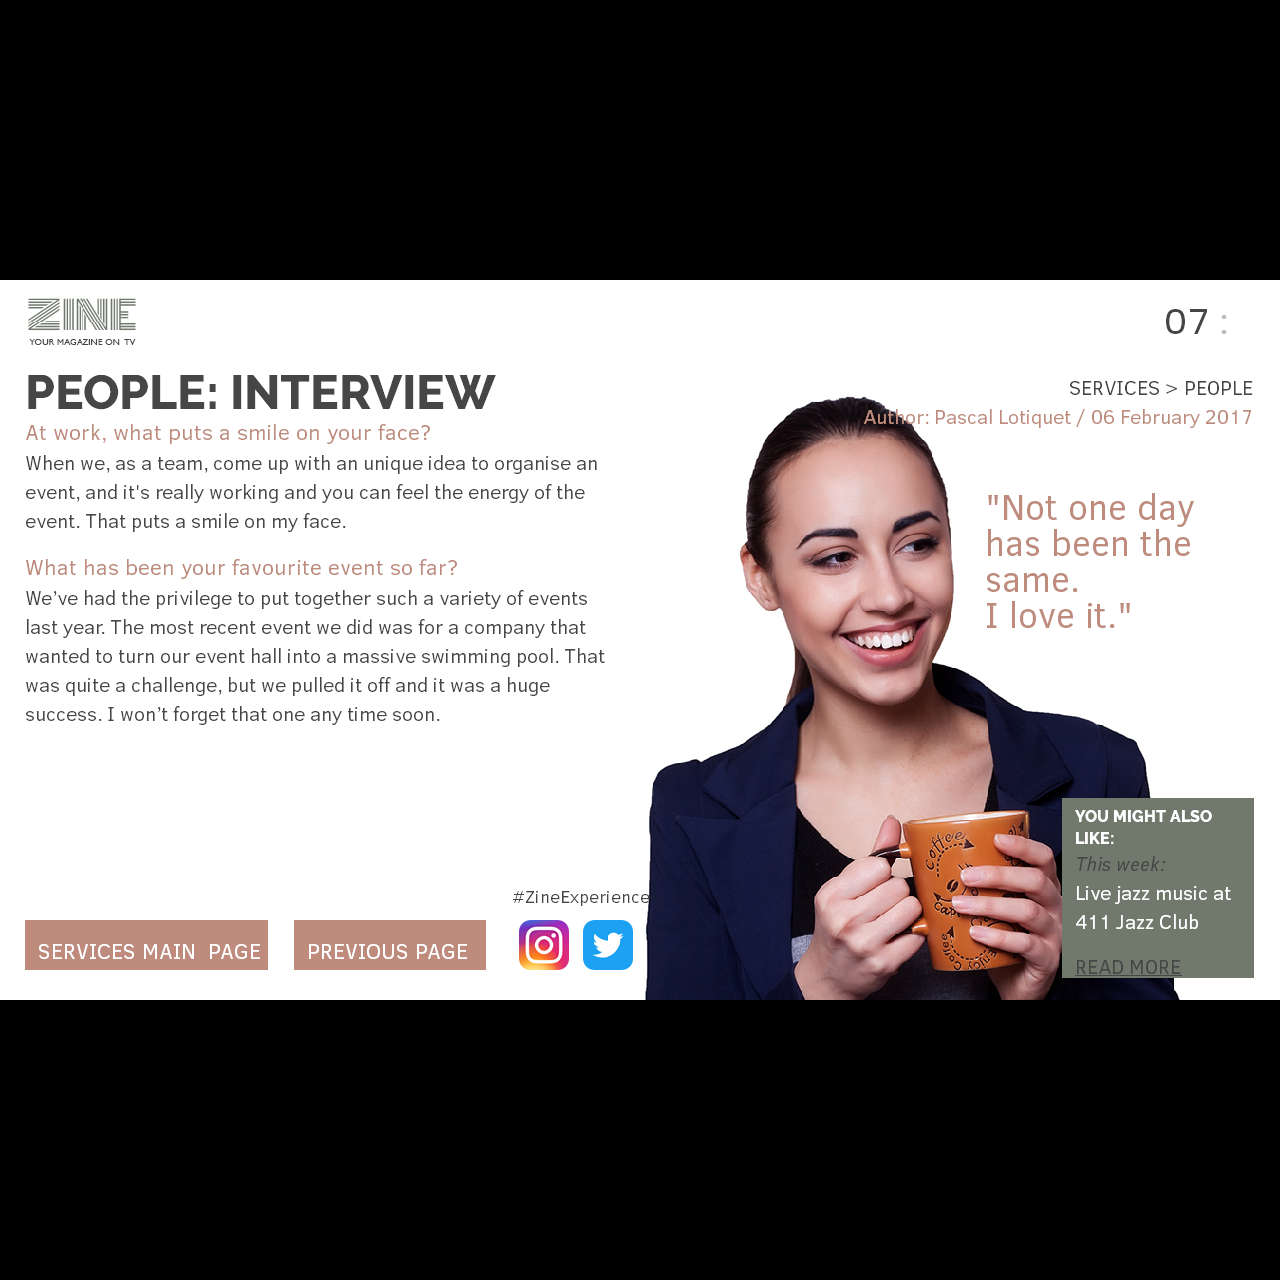 ZINE
YOUR MAGAZINE ON TV
07 :
PEOPLE: INTERVIEW
SERVICES > PEOPLE
Author: Pascal Lotiquet / 06 February 2017
At work, what puts a smile on your face?
When we, as a team, come up with an unique idea to organise an
event, and it's really working and you can feel the energy of the
event. That puts a smile on my face.
What has been your favourite event so far?
We’ve had the privilege to put together such a variety of events
last year. The most recent event we did was for a company that
wanted to turn our event hall into a massive swimming pool. That
was quite a challenge, but we pulled it off and it was a huge
success. I won’t forget that one any time soon.
"Not one day
has been the
same.
I love it."
Coffee
Coffee
Enjoy
YOU MIGHT ALSO
LIKE:
This week:
Live jazz music at
411 Jazz Club
READ MORE
#ZineExperience
SERVICES MAIN PAGE
PREVIOUS PAGE